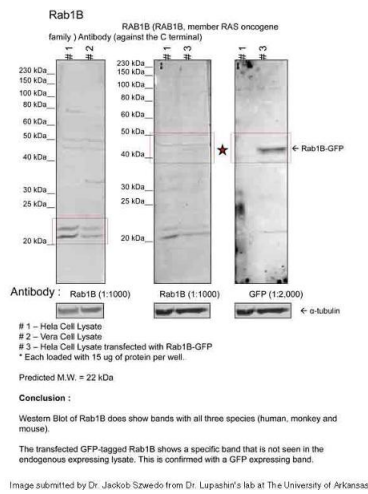 Rab1B
RAB1B (RAB1B, member RAS oncogene
family ) Antibody (against the C terminal)
# 1
# 2
# 1
# 3
# 1
# 3
230 kDa
150 kDa
100 kDa
80 kDa
60 kDa
50 kDa
40 kDa
30 kDa
25 kDa
20 kDa
230 kDa
150 kDa
100 kDa
80 kDa
60 kDa
50 kDa
40 kDa
30 kDa
25 kDa
20 kDa
← Rab1B-GFP
Antibody : Rab1B (1:1000) Rab1B (1:1000) GFP (1:2,000)
← α-tubulin
# 1 – Hela Cell Lysate
# 2 – Vera Cell Lysate
# 3 – Hela Cell Lysate transfected with Rab1B-GFP
* Each loaded with 15 ug of protein per well.
Predicted M.W. = 22 kDa
Conclusion :
Western Blot of Rab1B does show bands with all three species (human, monkey and
mouse).
The transfected GFP-tagged Rab1B shows a specific band that is not seen in the
endogenous expressing lysate. This is confirmed with a GFP expressing band.
Image submitted by Dr. Jackob Szwedo from Dr. Lupashin's lab at The University of Arkansas